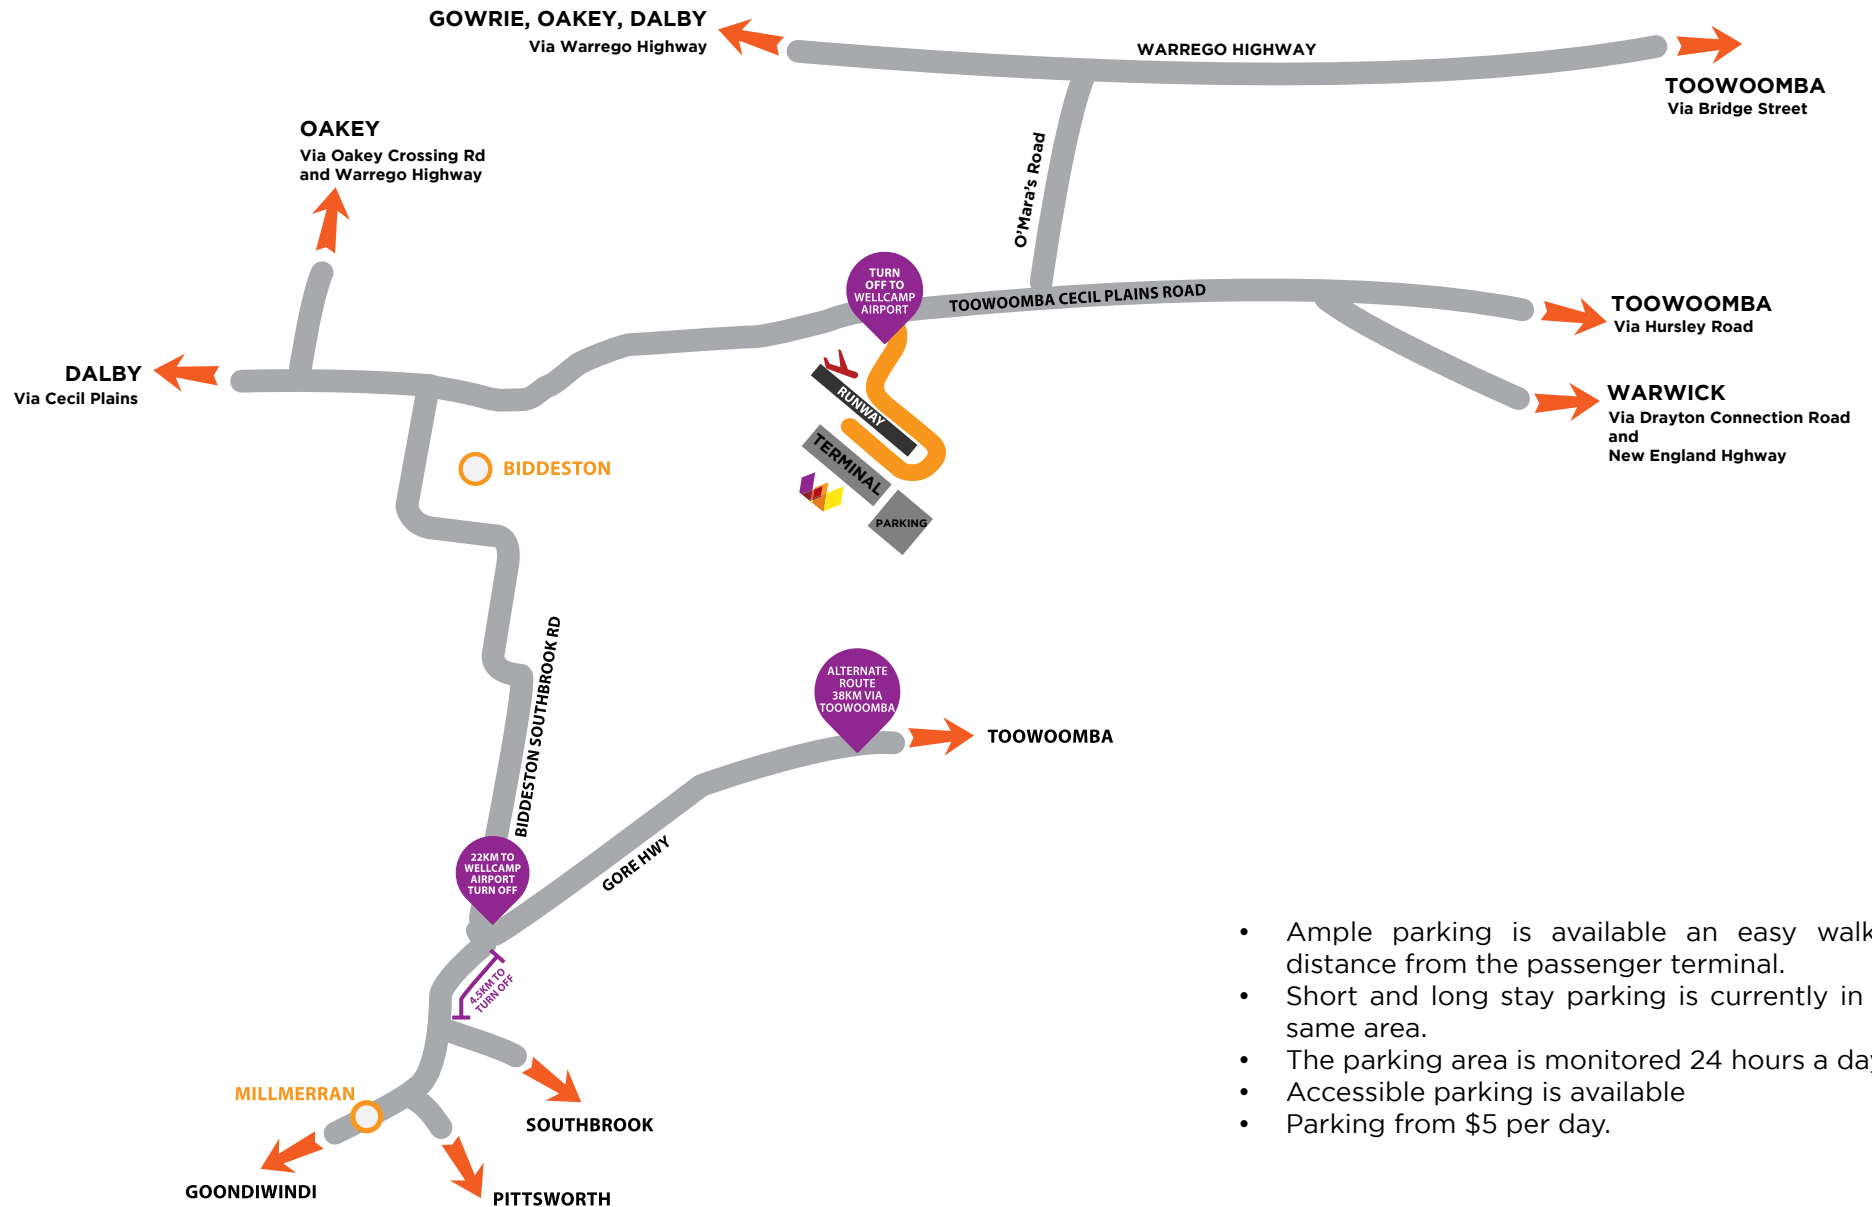 GOWRIE, OAKEY, DALBY
Via Warrego Highway
WARREGO HIGHWAY
TOOWOOMBA
Via Bridge Street
OAKEY
Via Oakey Crossing Rd
and Warrego Highway
O'Mara's Road
TURN
OFF TO
WELLCAMP
AIRPORT
TOOWOOMBA CECIL PLAINS ROAD
TOOWOOMBA
Via Hursley Road
DALBY
Via Cecil Plains
WARWICK
Via Drayton Connection Road
and
New England Hghway
RUNWAY
TERMINAL
PARKING
BIDDESTON
BIDDESTON SOUTHBROOK RD
ALTERNATE
ROUTE
38KM VIA
TOOWOOMBA
TOOWOOMBA
GORE HWY
22KM TO
WELLCAMP
AIRPORT
TURN OFF
4.5KM TO
TURN OFF
MILLMERRAN
SOUTHBROOK
GOONDIWINDI
PITTSWORTH
• Ample parking is available an easy walk
distance from the passenger terminal.
• Short and long stay parking is currently in
same area.
• The parking area is monitored 24 hours a day
• Accessible parking is available
• Parking from $5 per day.